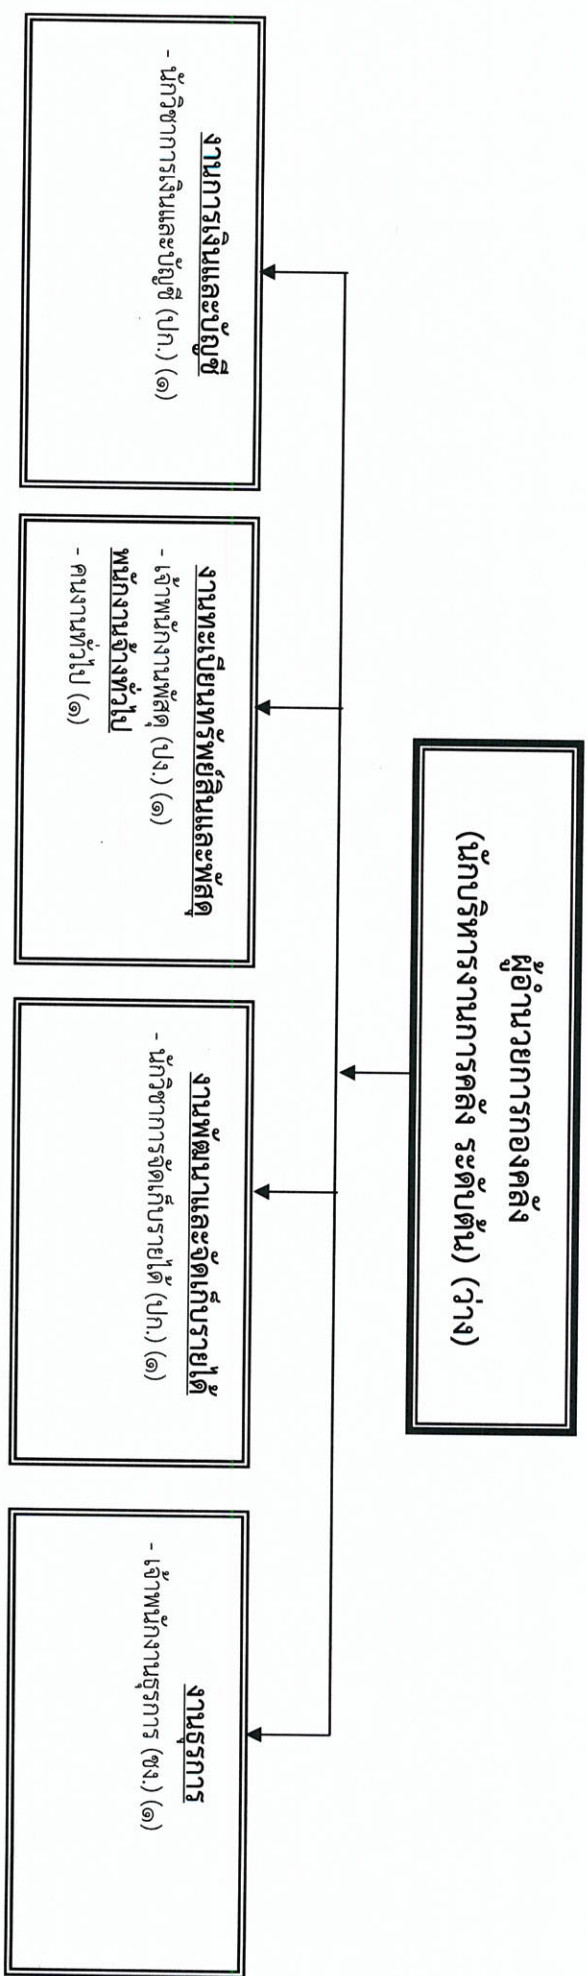 ผู้อำนวยการกองคลัง
(นักบริหารงานการคลัง ระดับต้น) (ว่าง)
งานการเงินและบัญชี
- นักวิชาการเงินและบัญชี (ปก.) (๑)
งานทะเบียนทรัพย์สินและพัสดุ
- เจ้าพนักงานพัสดุ (ปง.) (๑)
พนักงานจ้างทั่วไป
- คนงานทั่วไป (๑)
งานพัฒนาและจัดเก็บรายได้
- นักวิชาการจัดเก็บรายได้ (ปก.) (๑)
งานธุรการ
- เจ้าพนักงานธุรการ (ชง.) (๑)